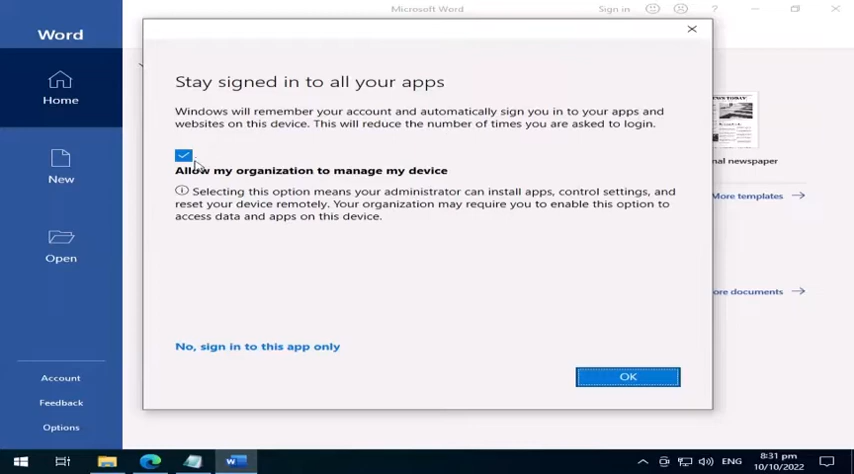 Microsoft Word
Sign in
?
Word
Home
New
Open
Account
Feedback
Options
Stay signed in to all your apps
Windows will remember your account and automatically sign you in to your apps and
websites on this device. This will reduce the number of times you are asked to login.
Allow my organization to manage my device
Selecting this option means your administrator can install apps, control settings, and
reset your device remotely. Your organization may require you to enable this option to
access data and apps on this device.
No, sign in to this app only
OK
nal newspaper
More templates
ore documents
ENG
8:31 pm
10/10/2022